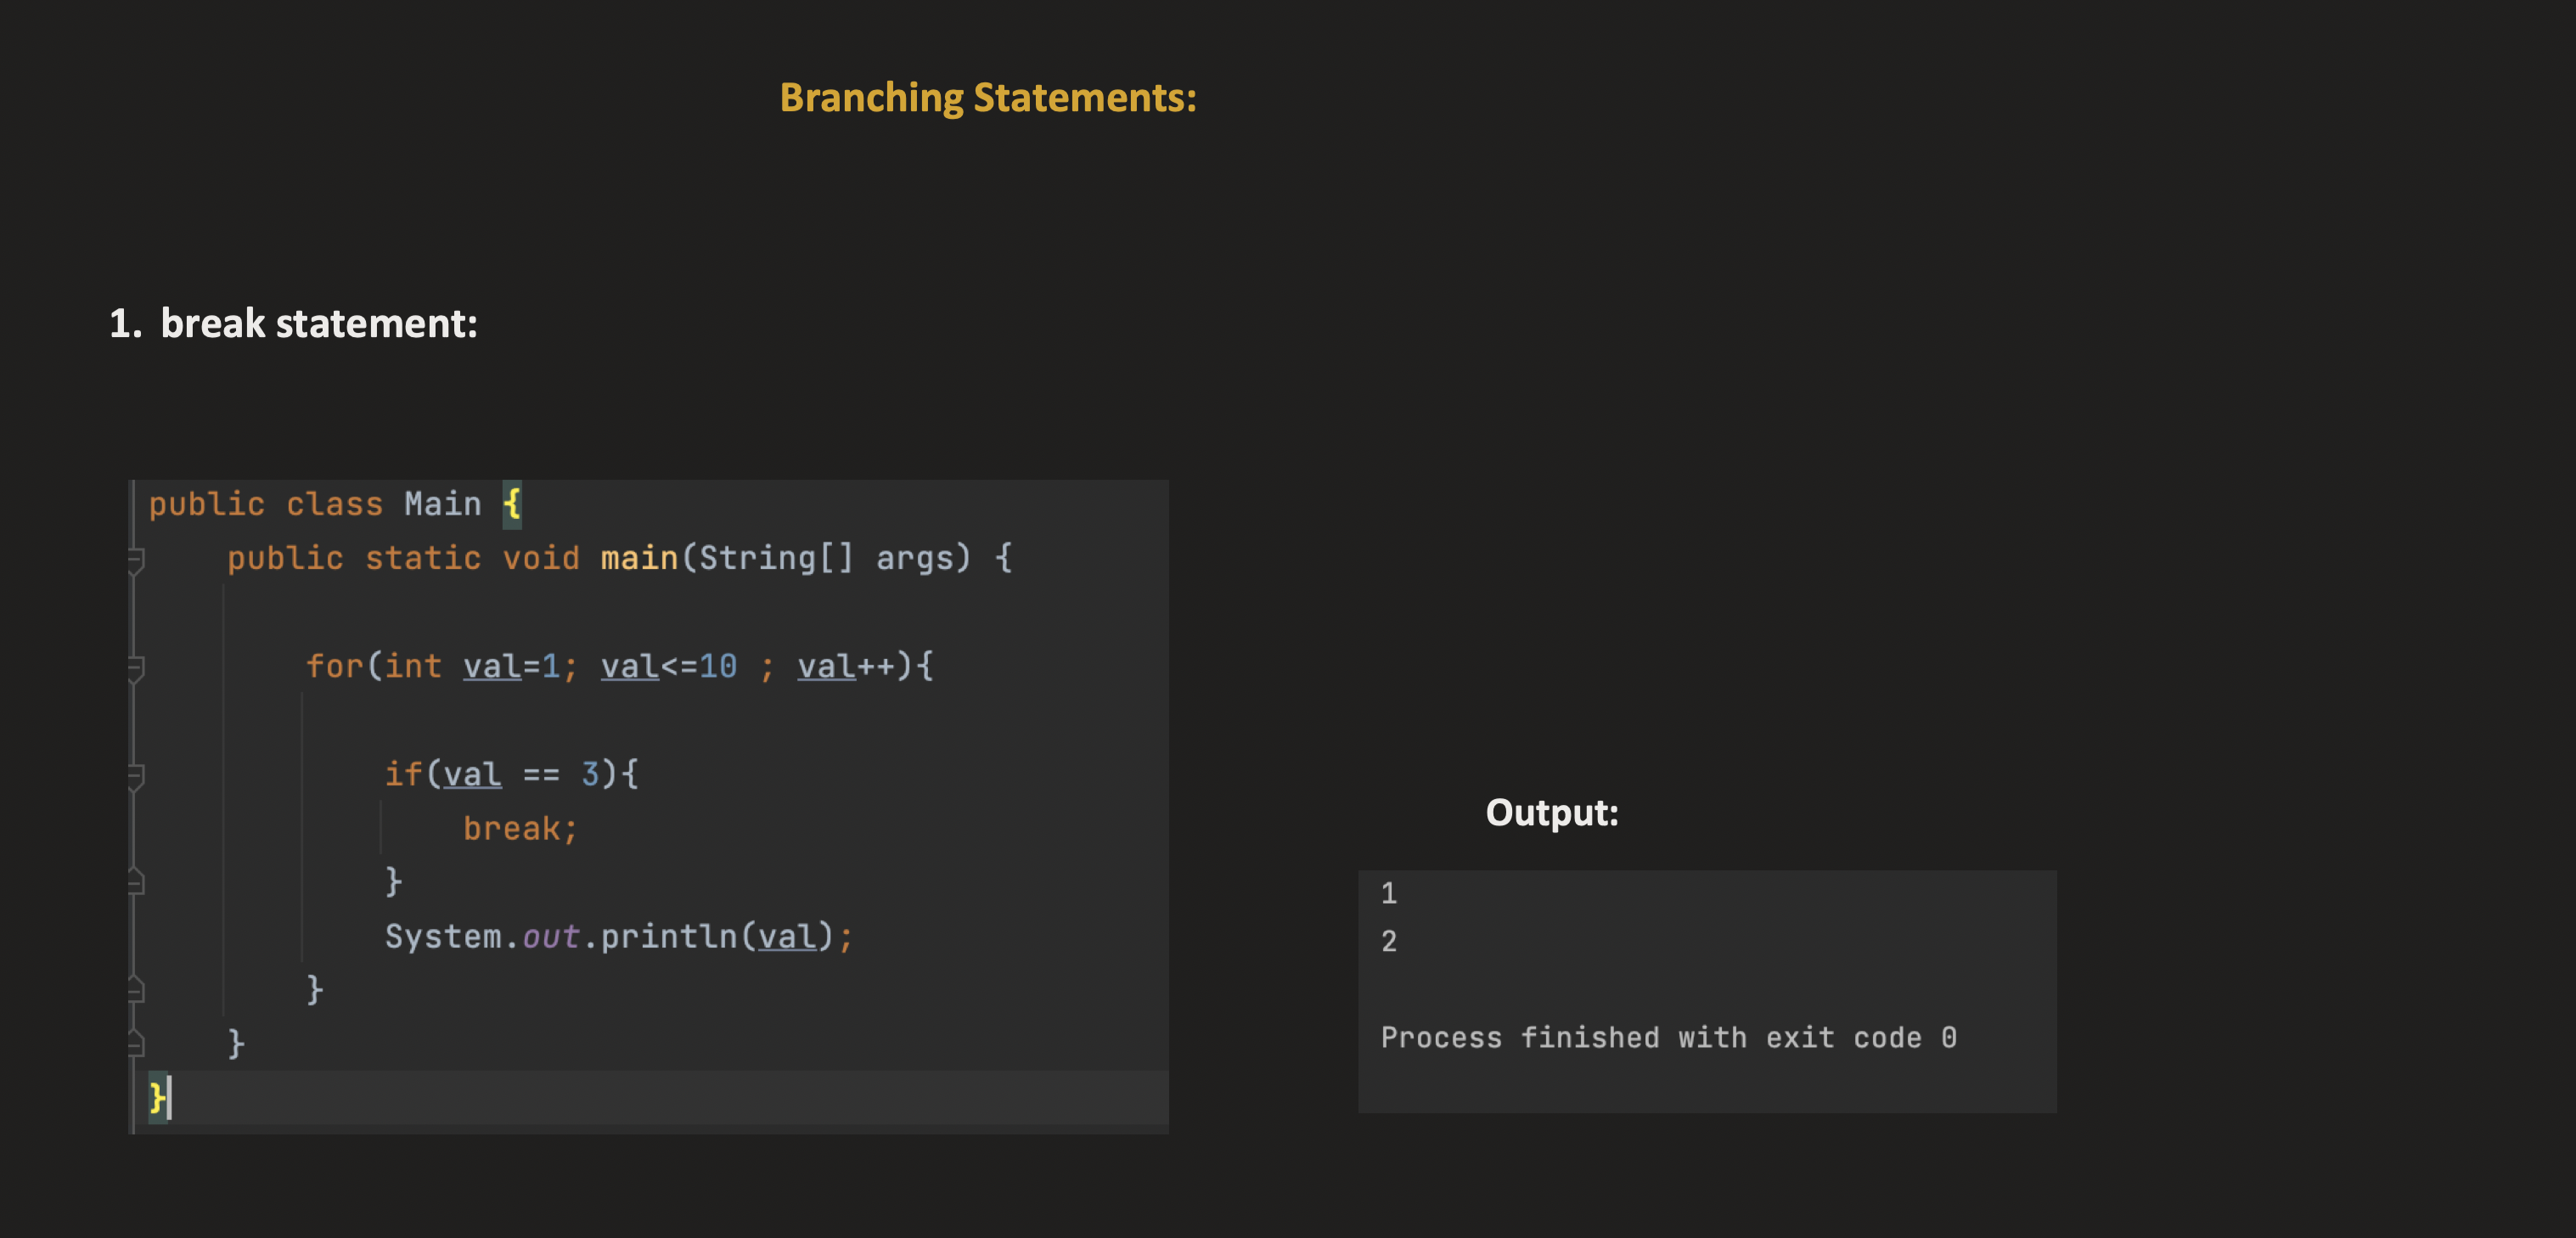 Branching Statements:
1. break statement:
public class Main {
public static void main(String[] args) {
for(int val=1; val<=10 ; val++){
if(val == 3){
break;
}
System.out.println(val);
}
}
}
Output:
1
2
Process finished with exit code 0